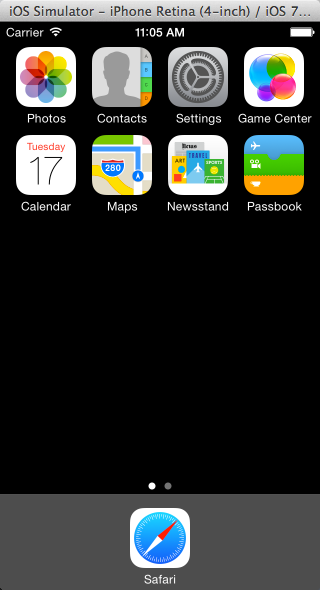 iOS Simulator - iPhone Retina (4-inch) / iOS 7...
Carrier 11:05 AM
Photos Contacts Settings Game Center
Tuesday
17
280
Calendar Maps Newsstand Passbook
Safari